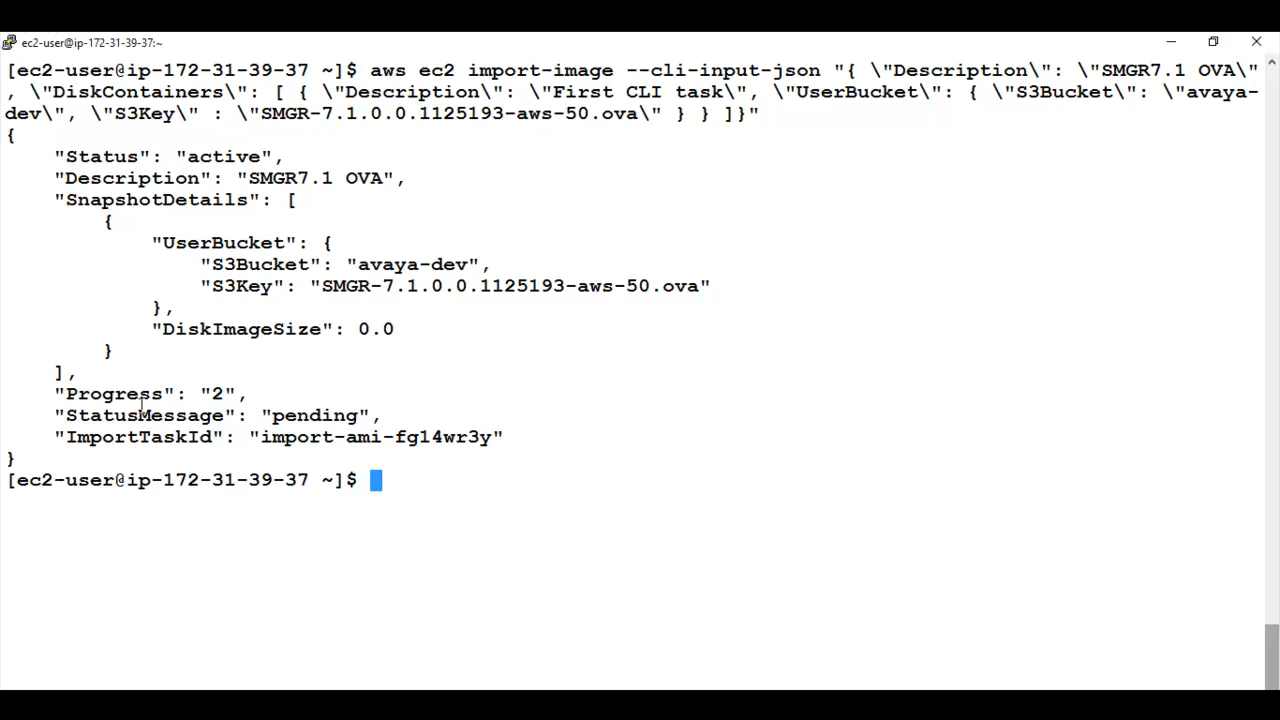 ec2-user@ip-172-31-39-37:~
[ec2-user@ip-172-31-39-37 ~]$ aws ec2 import-image --cli-input-json "{ \"Description\": \"SMGR7.1 OVA\"
, \"DiskContainers\": [ { \"Description\": \"First CLI task\", \"UserBucket\": { \"S3Bucket\": \"avaya-
dev\", \"S3Key\" : \"SMGR-7.1.0.0.1125193-aws-50.ova\" } } ]}"
{
    "Status": "active",
    "Description": "SMGR7.1 OVA",
    "SnapshotDetails": [
        {
            "UserBucket": {
                "S3Bucket": "avaya-dev",
                "S3Key": "SMGR-7.1.0.0.1125193-aws-50.ova"
            },
            "DiskImageSize": 0.0
        }
    ],
    "Progress": "2",
    "StatusMessage": "pending",
    "ImportTaskId": "import-ami-fg14wr3y"
}
[ec2-user@ip-172-31-39-37 ~]$